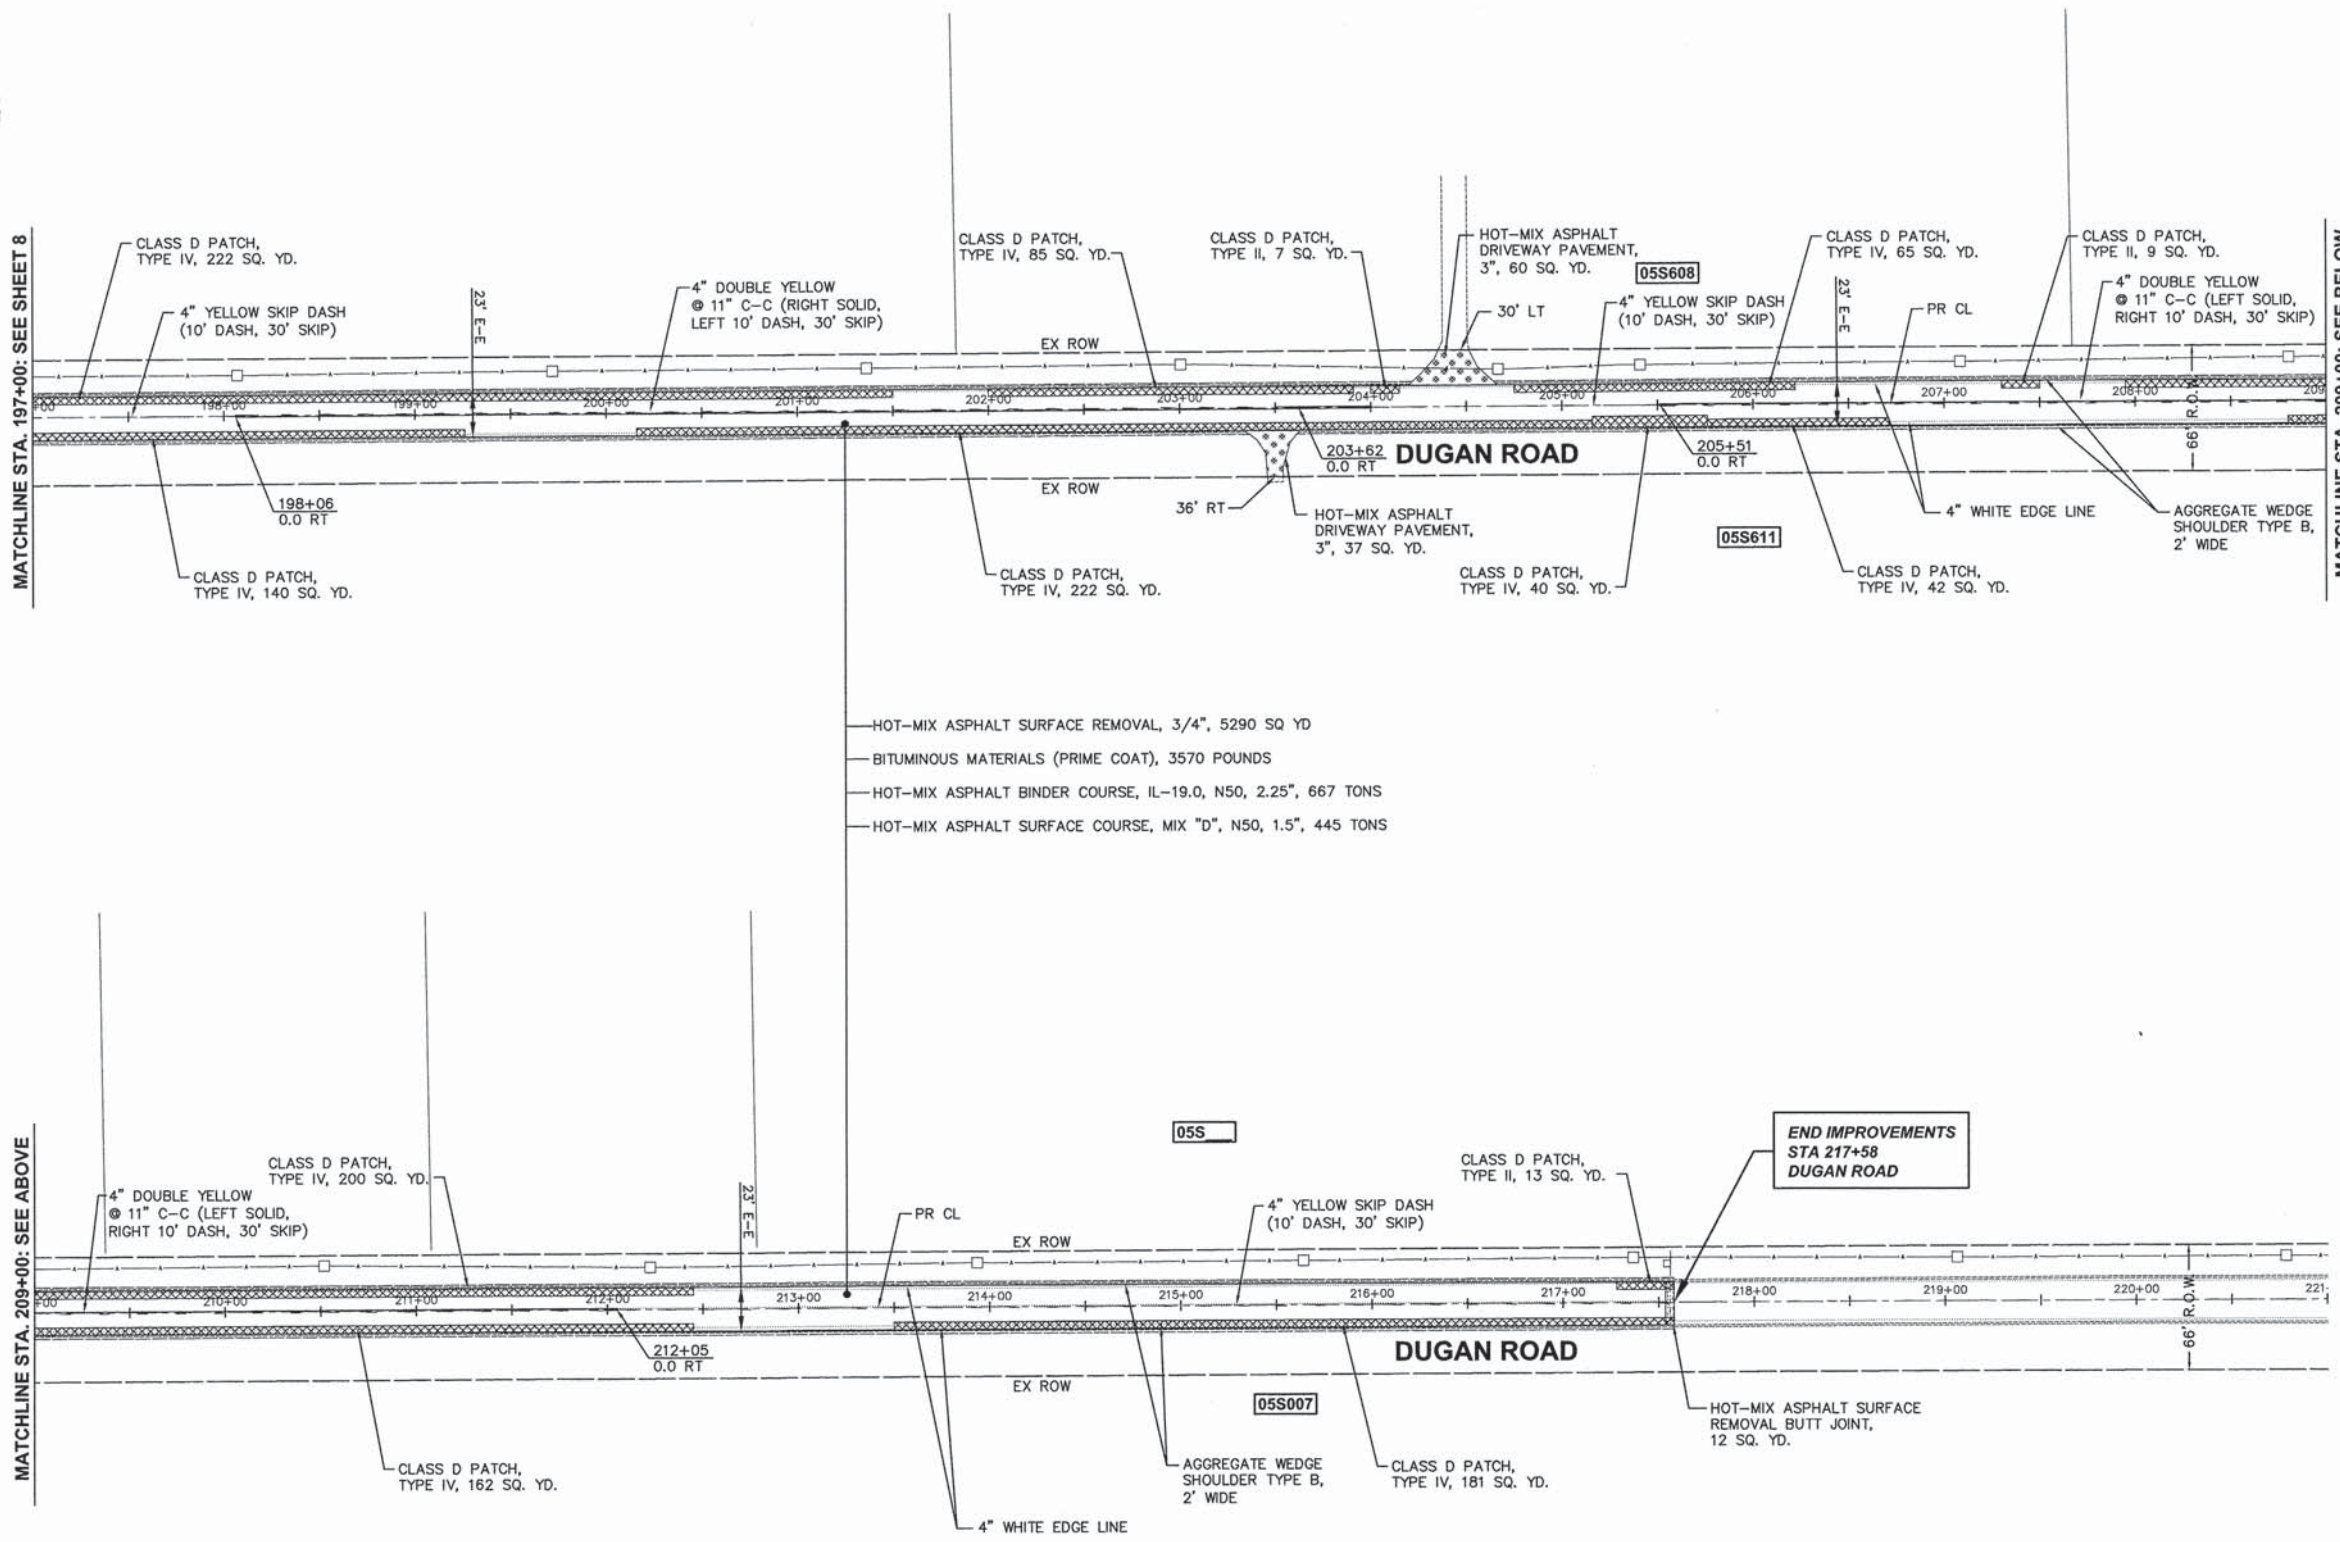 MATCHLINE STA. 197+00: SEE SHEET 8
CLASS D PATCH,
TYPE IV, 222 SQ. YD.
4" YELLOW SKIP DASH
(10' DASH, 30' SKIP)
23' E-E
4" DOUBLE YELLOW
@ 11" C-C (RIGHT SOLID,
LEFT 10' DASH, 30' SKIP)
EX ROW
CLASS D PATCH,
TYPE IV, 85 SQ. YD.
CLASS D PATCH,
TYPE II, 7 SQ. YD.
HOT-MIX ASPHALT
DRIVEWAY PAVEMENT,
3", 60 SQ. YD.
05S608
30' LT
4" YELLOW SKIP DASH
(10' DASH, 30' SKIP)
CLASS D PATCH,
TYPE IV, 65 SQ. YD.
23' E-E
PR CL
CLASS D PATCH,
TYPE II, 9 SQ. YD.
4" DOUBLE YELLOW
@ 11" C-C (LEFT SOLID,
RIGHT 10' DASH, 30' SKIP)
+00 198+00 199+00 200+00 201+00 202+00 203+00 204+00 205+00 206+00 207+00 208+00 209
66' R.O.W.
198+06
0.0 RT
EX ROW
203+62
0.0 RT
DUGAN ROAD
205+51
0.0 RT
36' RT
HOT-MIX ASPHALT
DRIVEWAY PAVEMENT,
3", 37 SQ. YD.
05S611
4" WHITE EDGE LINE
AGGREGATE WEDGE
SHOULDER TYPE B,
2' WIDE
CLASS D PATCH,
TYPE IV, 140 SQ. YD.
CLASS D PATCH,
TYPE IV, 222 SQ. YD.
CLASS D PATCH,
TYPE IV, 40 SQ. YD.
CLASS D PATCH,
TYPE IV, 42 SQ. YD.
HOT-MIX ASPHALT SURFACE REMOVAL, 3/4", 5290 SQ YD
BITUMINOUS MATERIALS (PRIME COAT), 3570 POUNDS
HOT-MIX ASPHALT BINDER COURSE, IL-19.0, N50, 2.25", 667 TONS
HOT-MIX ASPHALT SURFACE COURSE, MIX "D", N50, 1.5", 445 TONS
MATCHLINE STA. 209+00: SEE ABOVE
4" DOUBLE YELLOW
@ 11" C-C (LEFT SOLID,
RIGHT 10' DASH, 30' SKIP)
CLASS D PATCH,
TYPE IV, 200 SQ. YD.
23' E-E
PR CL
EX ROW
05S___
4" YELLOW SKIP DASH
(10' DASH, 30' SKIP)
CLASS D PATCH,
TYPE II, 13 SQ. YD.
END IMPROVEMENTS
STA 217+58
DUGAN ROAD
+00 210+00 211+00 212+00 213+00 214+00 215+00 216+00 217+00 218+00 219+00 220+00 221
66' R.O.W.
212+05
0.0 RT
DUGAN ROAD
EX ROW
05S007
CLASS D PATCH,
TYPE IV, 162 SQ. YD.
4" WHITE EDGE LINE
AGGREGATE WEDGE
SHOULDER TYPE B,
2' WIDE
CLASS D PATCH,
TYPE IV, 181 SQ. YD.
HOT-MIX ASPHALT SURFACE
REMOVAL BUTT JOINT,
12 SQ. YD.